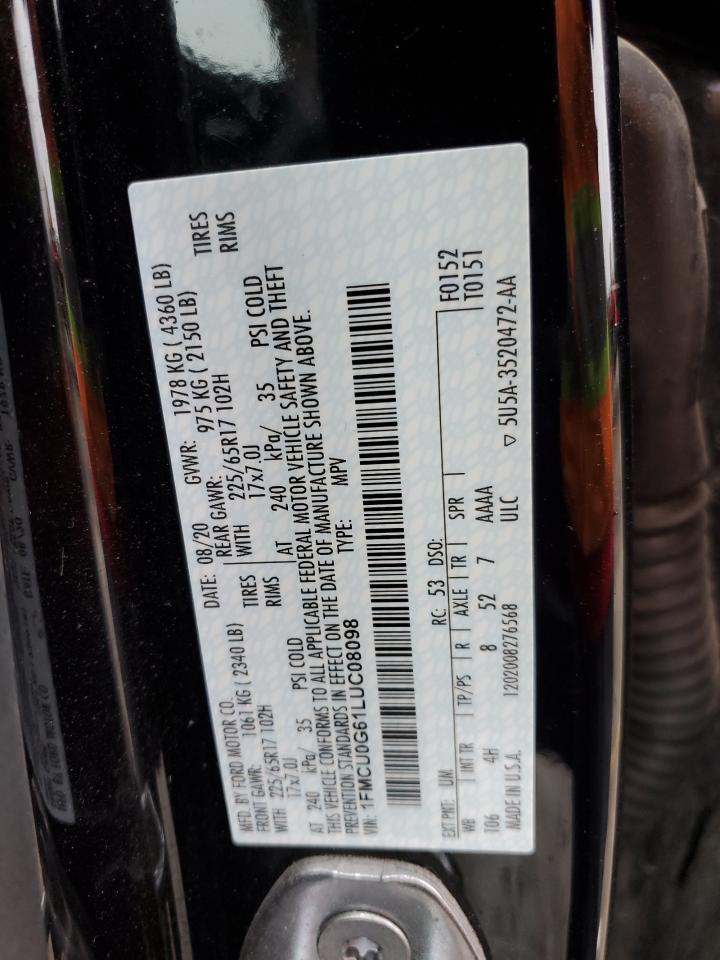 MFD. BY FORD MOTOR CO.
DATE: 08/20 GVWR: 1978 KG ( 4360 LB)
FRONT GAWR: 1061 KG ( 2340 LB) REAR GAWR: 975 KG ( 2150 LB)
WITH 225/65R17 102H TIRES WITH 225/65R17 102H TIRES
17x7.0J RIMS 17x7.0J RIMS
AT 240 kPa/ 35 PSI COLD AT 240 kPa/ 35 PSI COLD
THIS VEHICLE CONFORMS TO ALL APPLICABLE FEDERAL MOTOR VEHICLE SAFETY AND THEFT
PREVENTION STANDARDS IN EFFECT ON THE DATE OF MANUFACTURE SHOWN ABOVE.
VIN: 1FMCU0G61LUC08098 TYPE: MPV
EXT PNT: UM RC: 53 DSO: F0152
WB INT TR TP/PS R AXLE TR SPR T0151
106 4H 8 52 7 AAAA
MADE IN U.S.A. 1202008276568 ULC ▽ 5U5A-3520472-AA